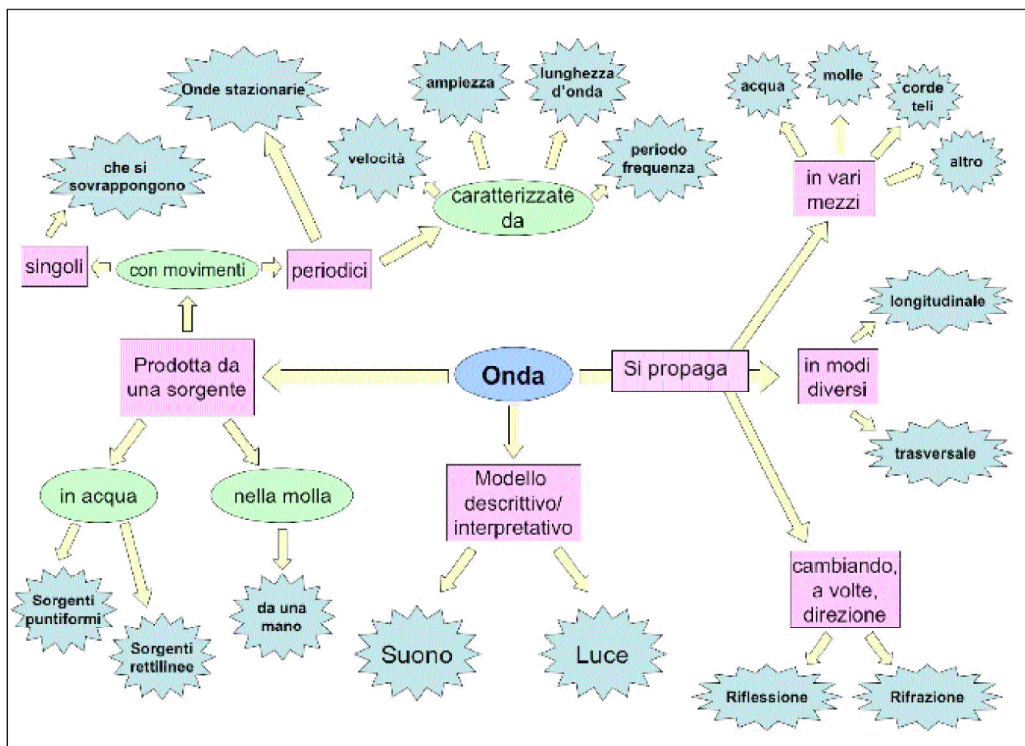 Onde stazionarie
ampiezza
lunghezza
d'onda
acqua
molle
corde
teli
altro
che si
sovrappongono
velocità
periodo
frequenza
caratterizzate
da
in vari
mezzi
singoli
con movimenti
periodici
longitudinale
Prodotta da
una sorgente
Onda
Si propaga
in modi
diversi
trasversale
in acqua
nella molla
Modello
descrittivo/
interpretativo
cambiando,
a volte,
direzione
Sorgenti
puntiformi
Sorgenti
rettilinee
da una
mano
Suono
Luce
Riflessione
Rifrazione